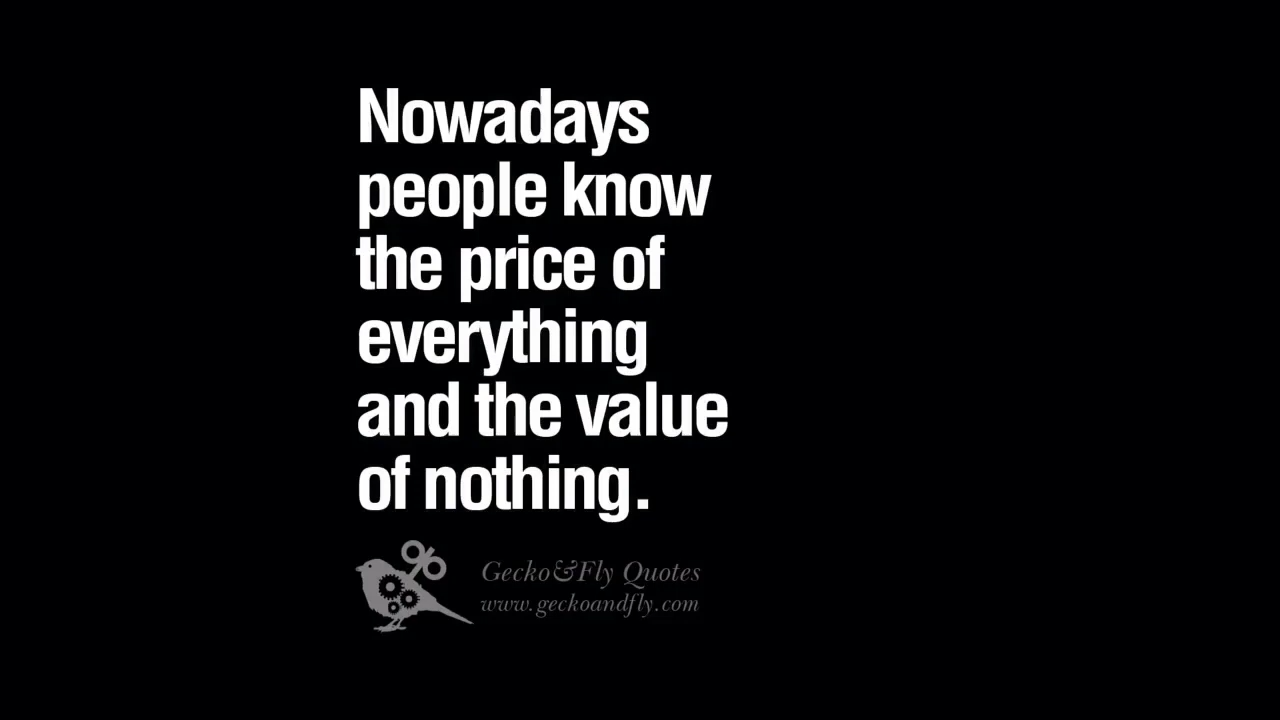 Nowadays
people know
the price of
everything
and the value
of nothing.
Gecko&Fly Quotes
www.geckoandfly.com